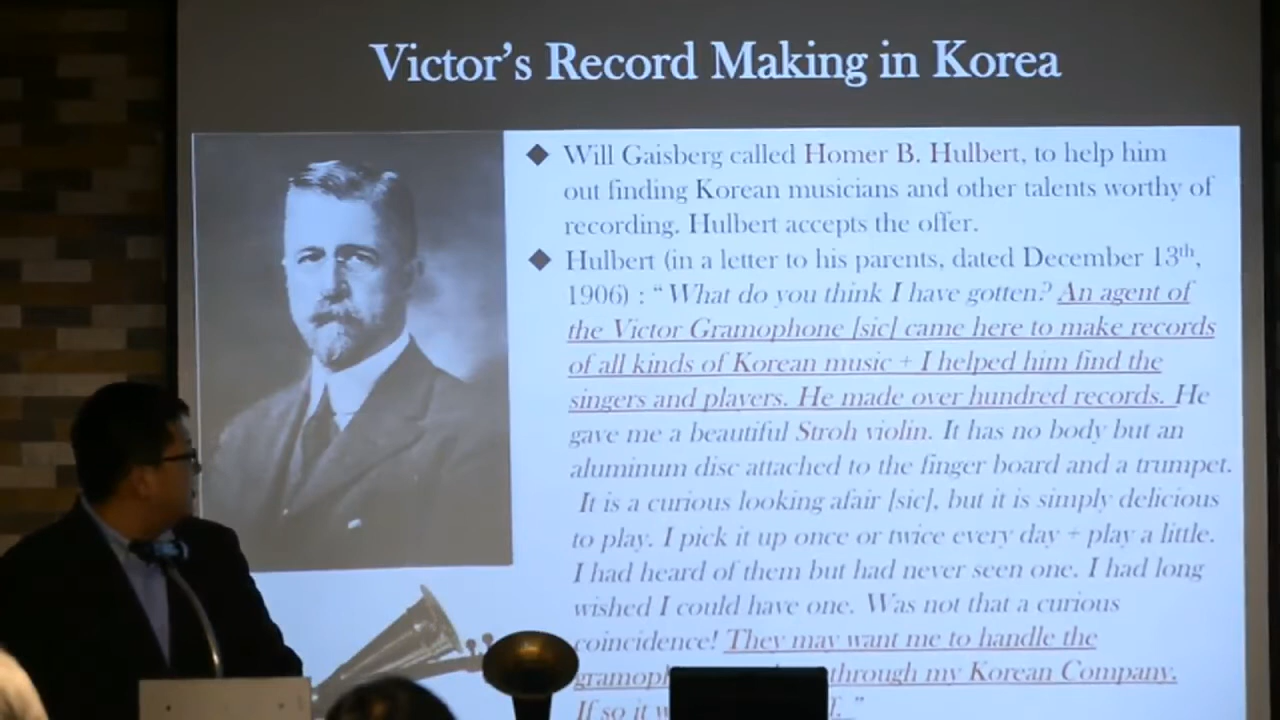 Victor's Record Making in Korea
◆ Will Gaisberg called Homer B. Hulbert, to help him
out finding Korean musicians and other talents worthy of
recording. Hulbert accepts the offer.
◆ Hulbert (in a letter to his parents, dated December 13th,
1906) : “ What do you think I have gotten? An agent of
the Victor Gramophone [sic] came here to make records
of all kinds of Korean music + I helped him find the
singers and players. He made over hundred records. He
gave me a beautiful Stroh violin. It has no body but an
aluminum disc attached to the finger board and a trumpet.
It is a curious looking afair [sic], but it is simply delicious
to play. I pick it up once or twice every day + play a little.
I had heard of them but had never seen one. I had long
wished I could have one. Was not that a curious
coincidence! They may want me to handle the
through my Korean Company.
If so it